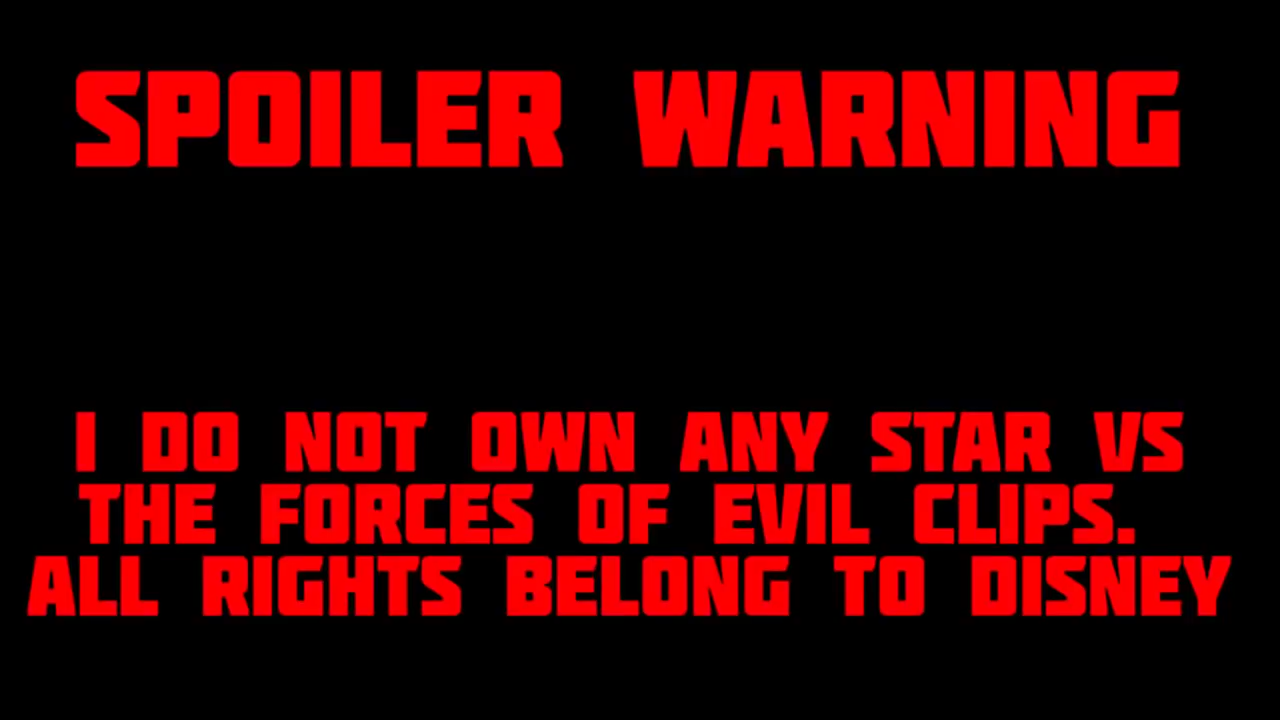 SPOILER WARNING
I DO NOT OWN ANY STAR VS
THE FORCES OF EVIL CLIPS.
ALL RIGHTS BELONG TO DISNEY